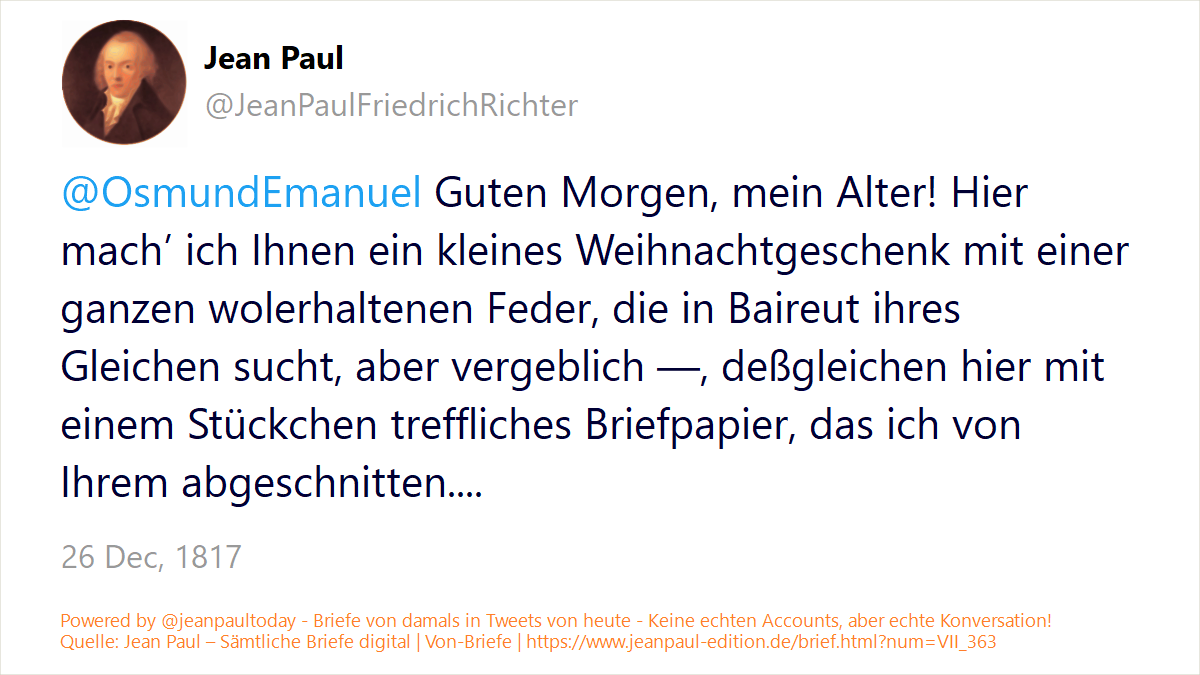 Jean Paul
@JeanPaulFriedrichRichter
@OsmundEmanuel Guten Morgen, mein Alter! Hier
mach’ ich Ihnen ein kleines Weihnachtgeschenk mit einer
ganzen wolerhaltenen Feder, die in Baireut ihres
Gleichen sucht, aber vergeblich —, deßgleichen hier mit
einem Stückchen treffliches Briefpapier, das ich von
Ihrem abgeschnitten....
26 Dec, 1817
Powered by @jeanpaultoday - Briefe von damals in Tweets von heute - Keine echten Accounts, aber echte Konversation!
Quelle: Jean Paul – Sämtliche Briefe digital | Von-Briefe | https://www.jeanpaul-edition.de/brief.html?num=VII_363